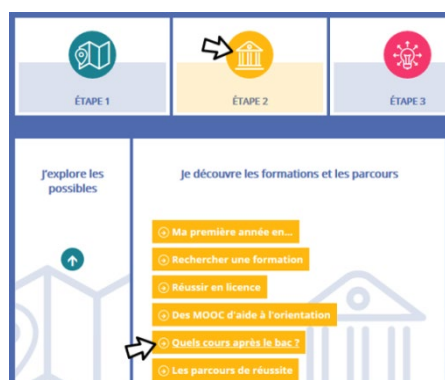 ÉTAPE 1
ÉTAPE 2
ÉTAPE 3
J'explore les
possibles
Je découvre les formations et les parcours
Ma première année en...
Rechercher une formation
Réussir en licence
Des MOOC d'aide à l'orientation
Quels cours après le bac ?
Les parcours de réussite